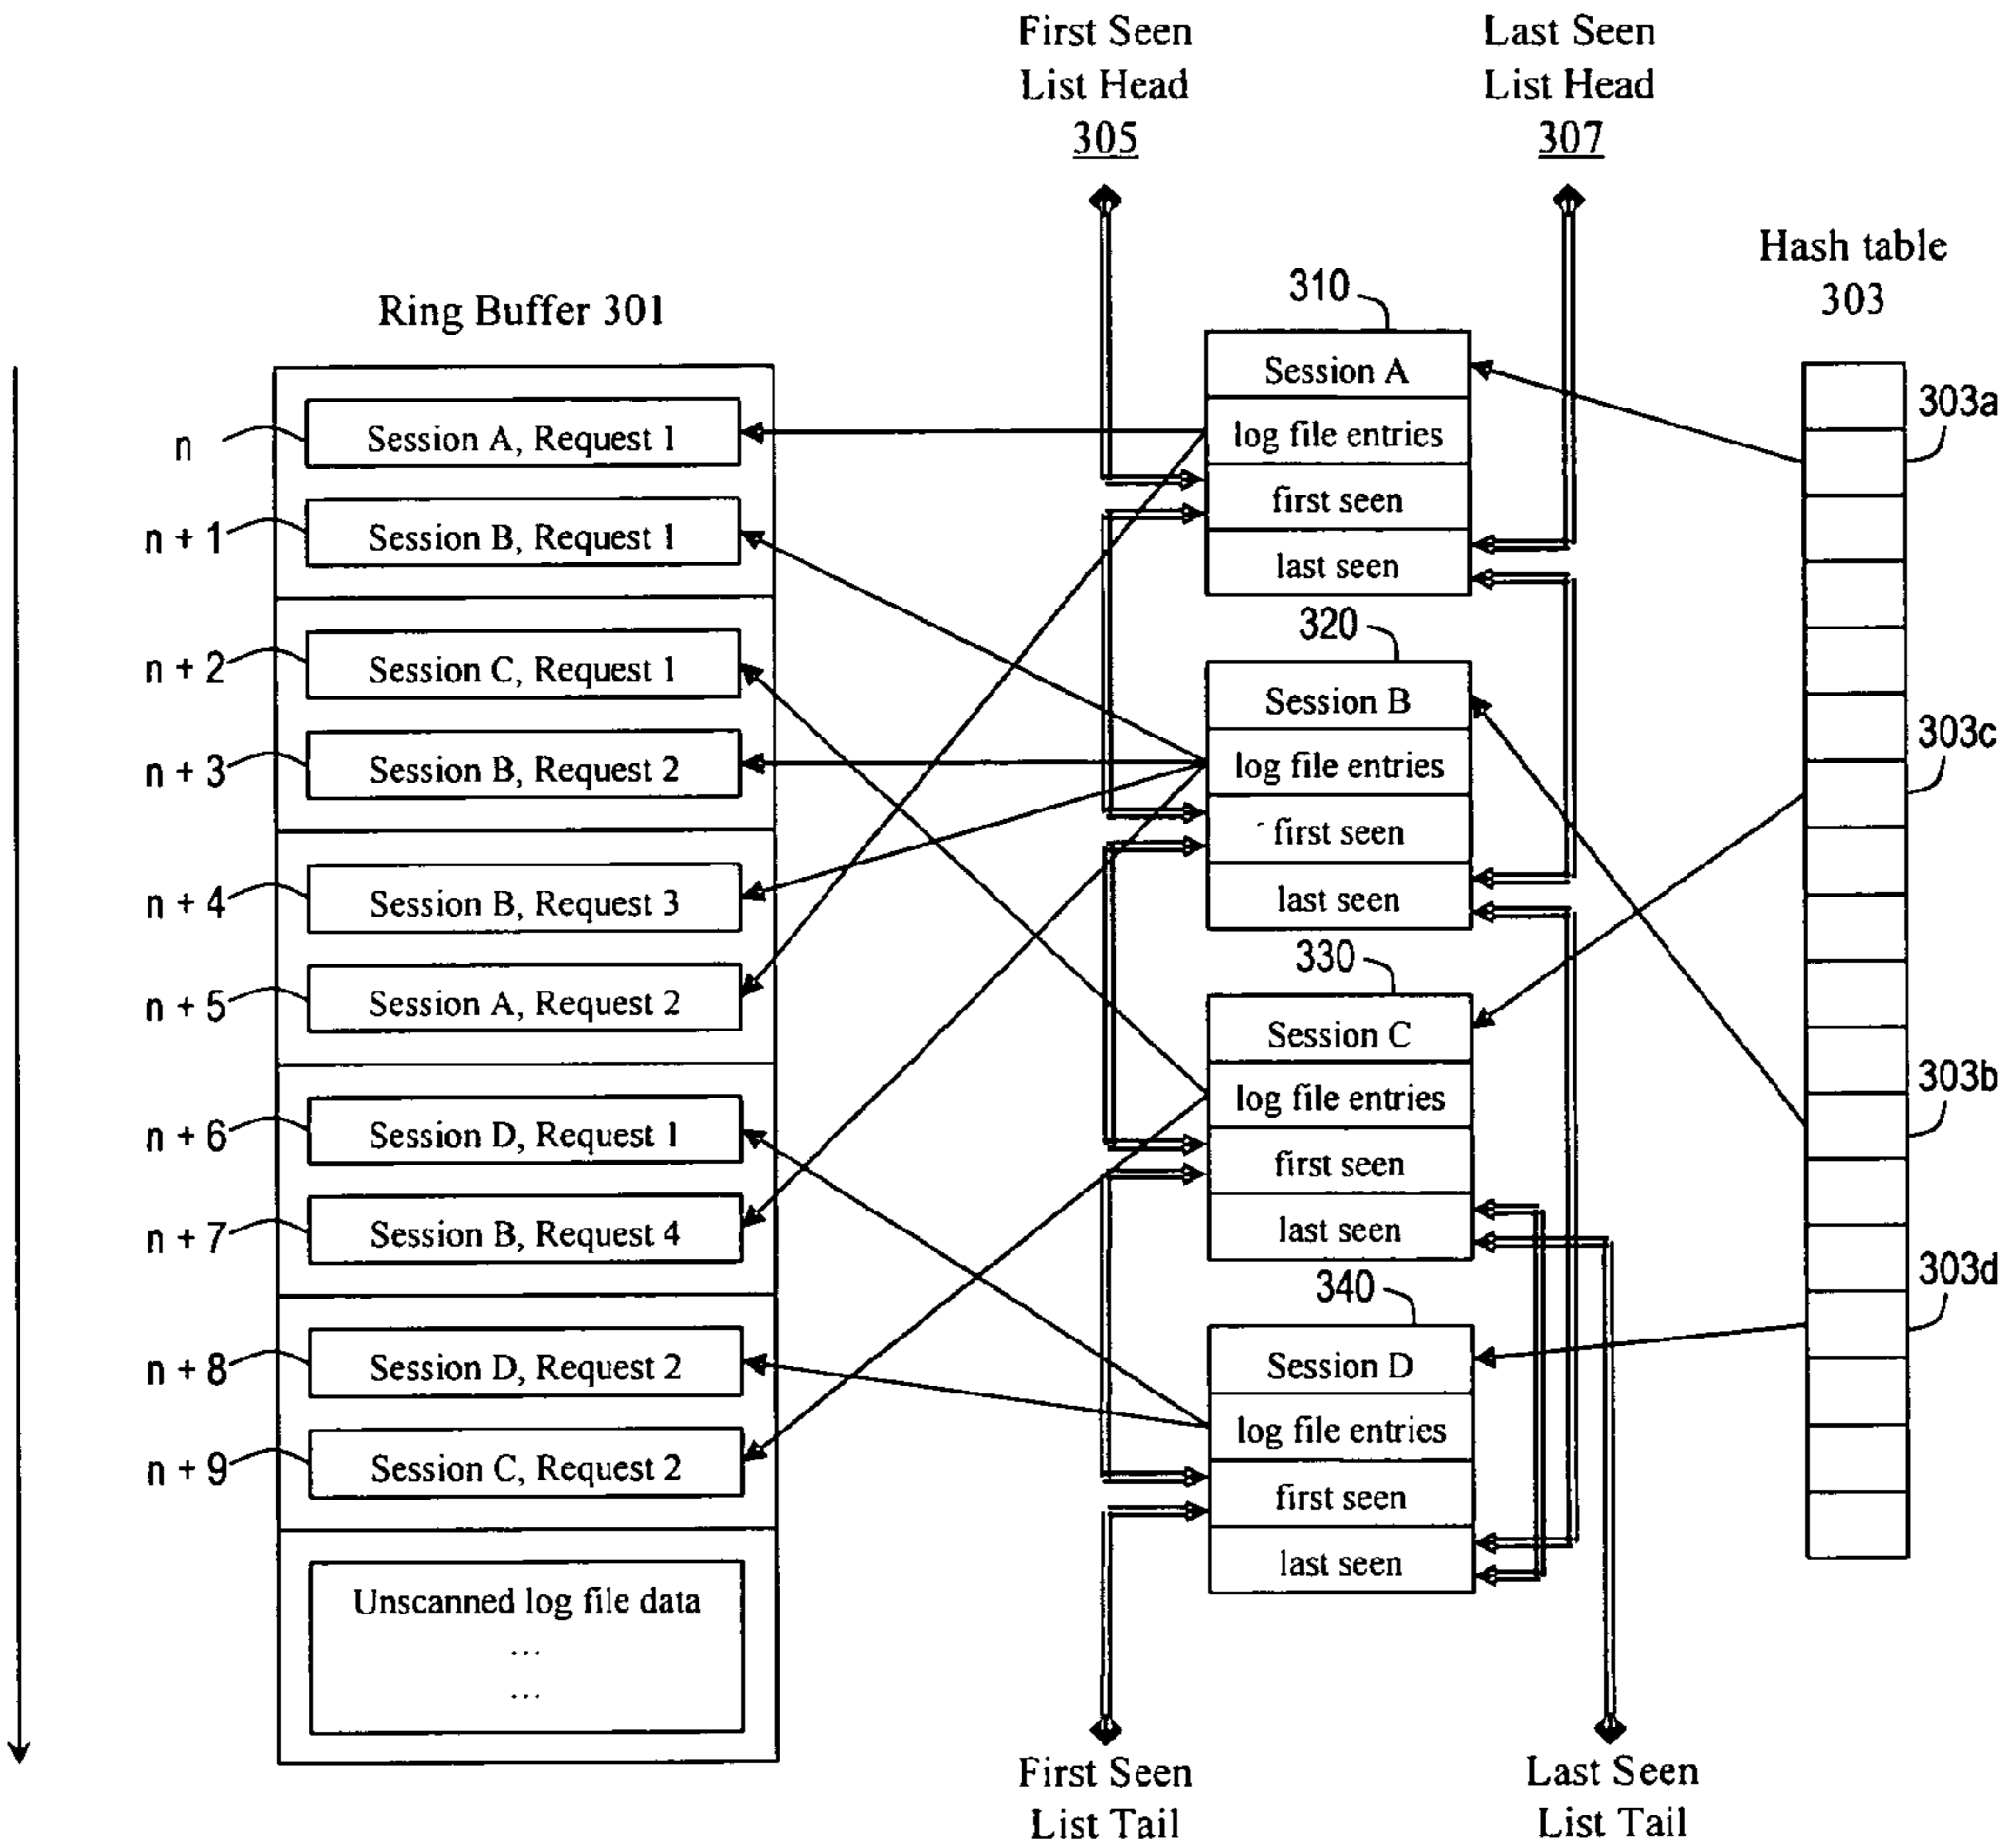 First Seen
List Head
305
Last Seen
List Head
307
Hash table
303
Ring Buffer 301
n
Session A, Request 1
n + 1
Session B, Request 1
n + 2
Session C, Request 1
n + 3
Session B, Request 2
n + 4
Session B, Request 3
n + 5
Session A, Request 2
n + 6
Session D, Request 1
n + 7
Session B, Request 4
n + 8
Session D, Request 2
n + 9
Session C, Request 2
Unscanned log file data
...
...
310
Session A
log file entries
first seen
last seen
320
Session B
log file entries
first seen
last seen
330
Session C
log file entries
first seen
last seen
340
Session D
log file entries
first seen
last seen
303a
303c
303b
303d
First Seen
List Tail
Last Seen
List Tail